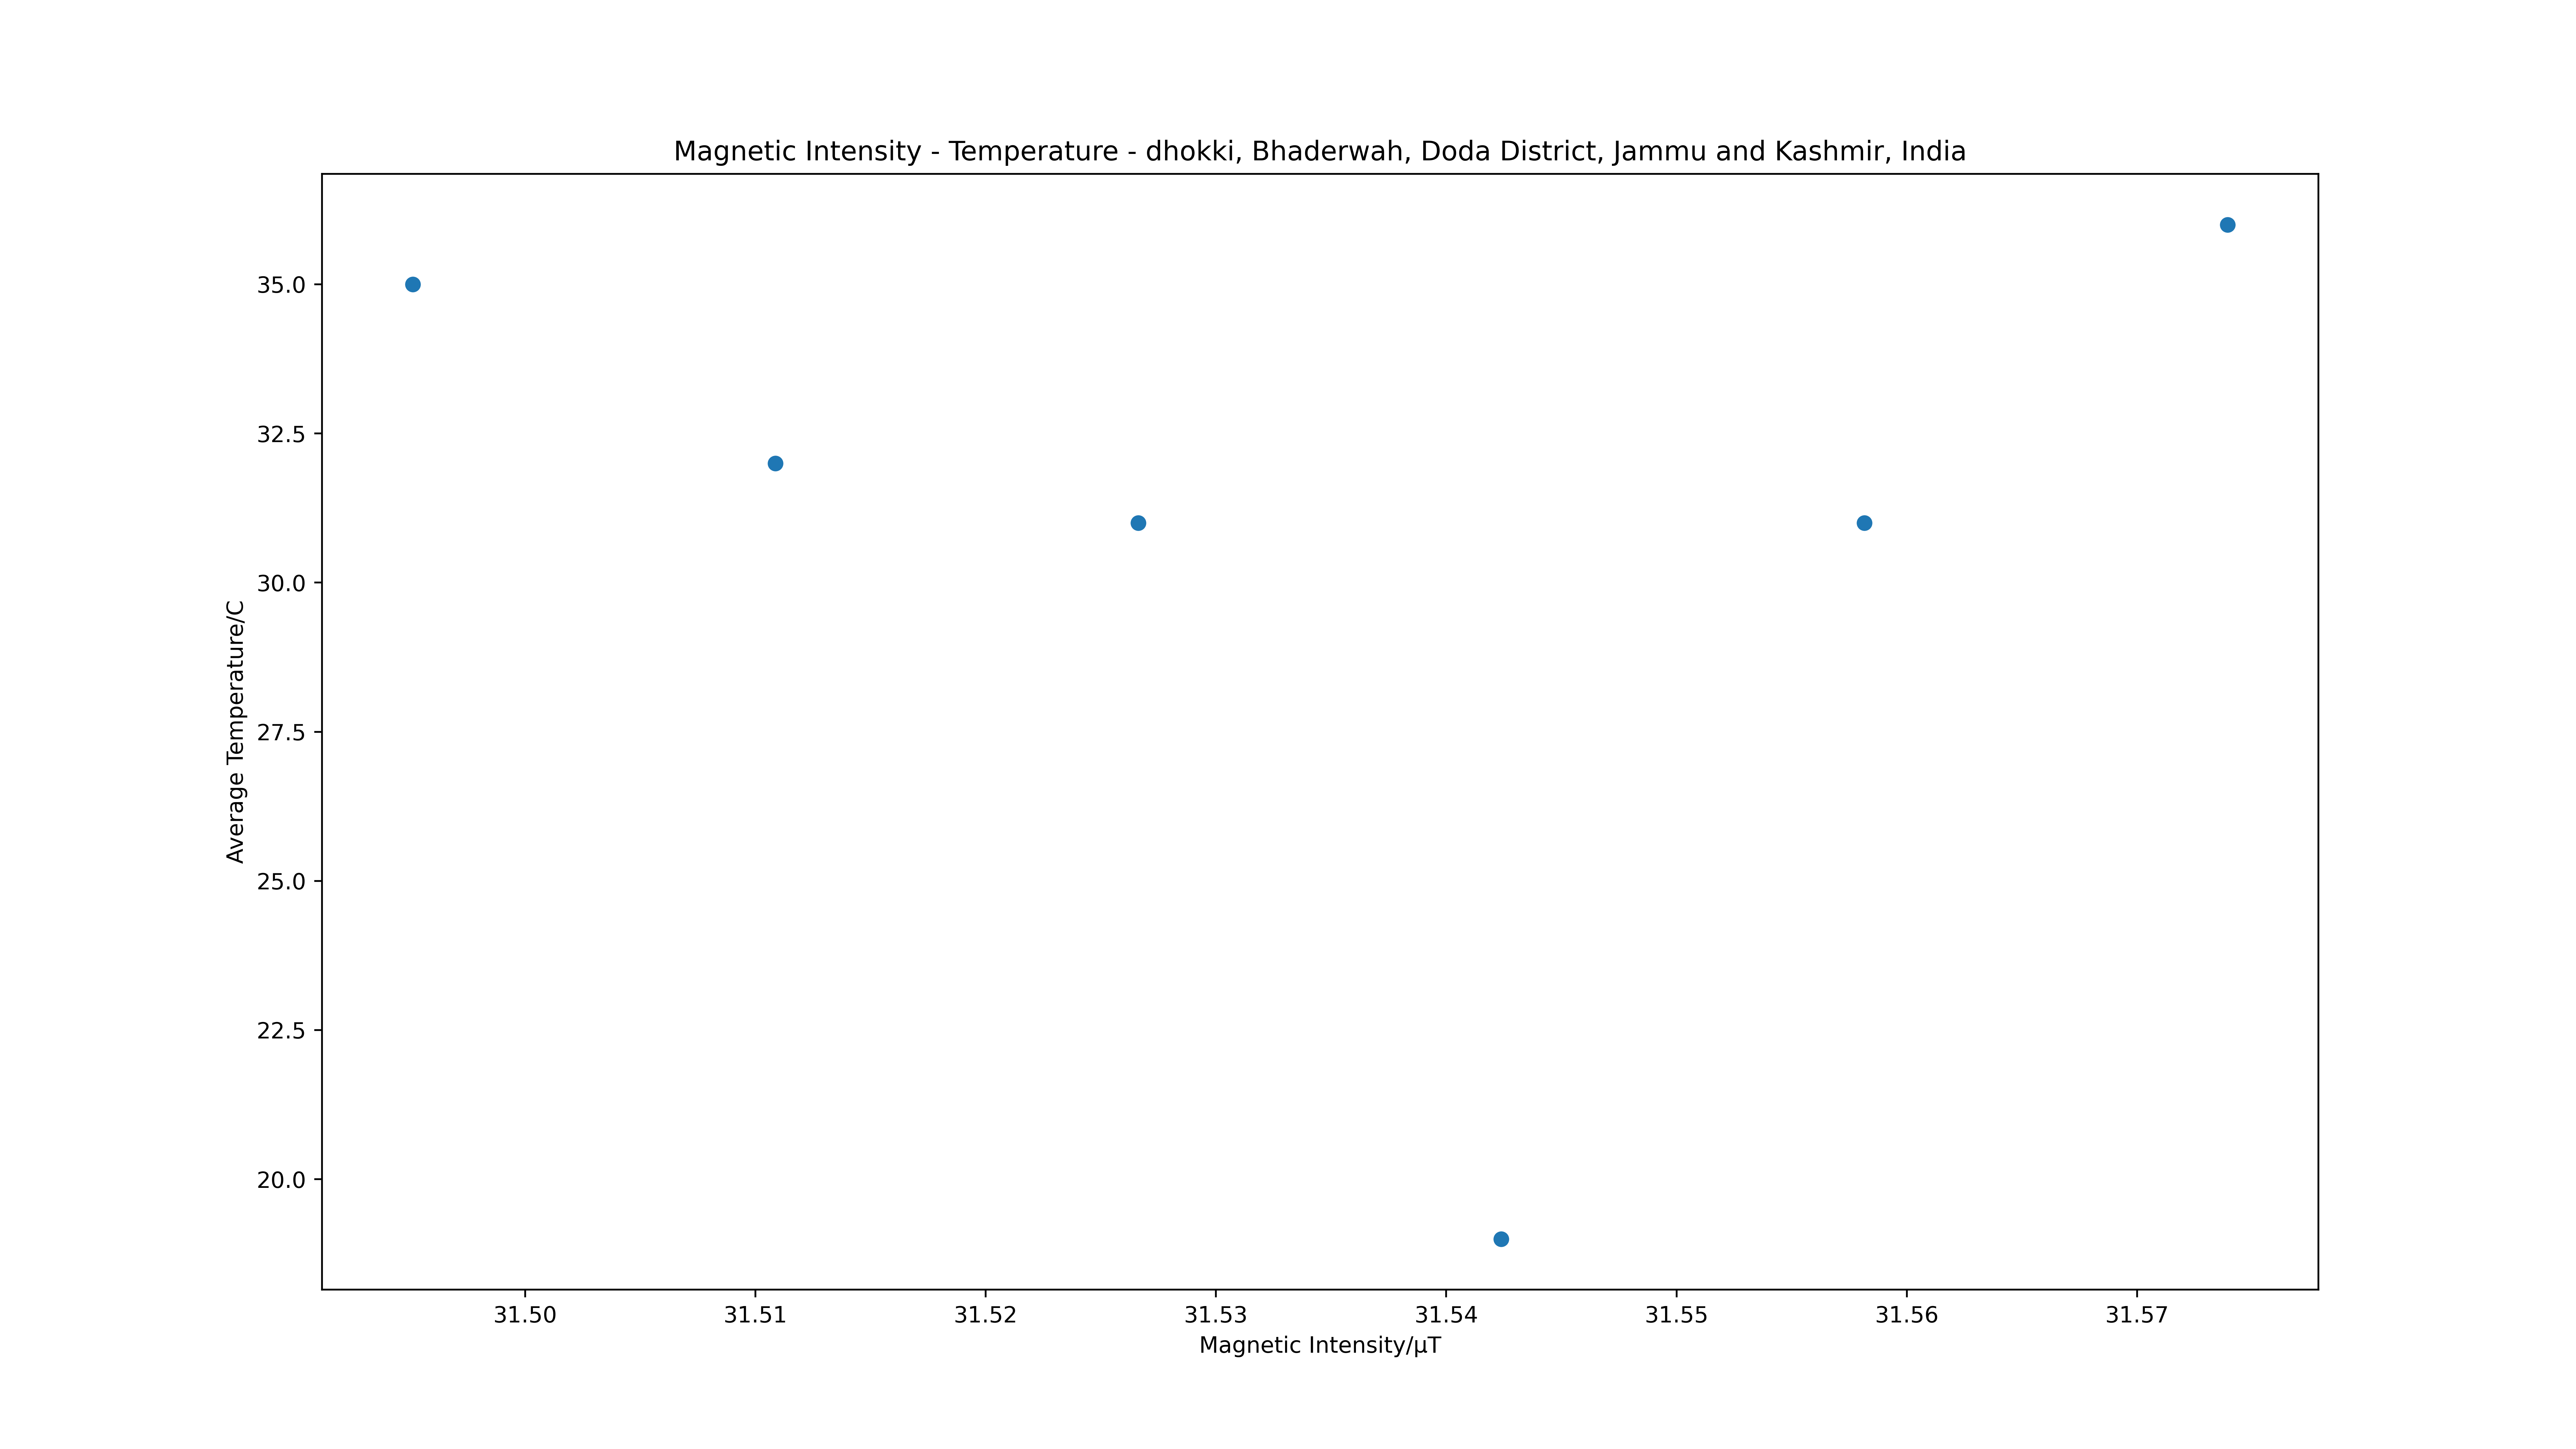 Magnetic Intensity - Temperature - dhokki, Bhaderwah, Doda District, Jammu and Kashmir, India
35.0
32.5
30.0
27.5
25.0
22.5
20.0
Average Temperature/C
31.50 31.51 31.52 31.53 31.54 31.55 31.56 31.57
Magnetic Intensity/μT